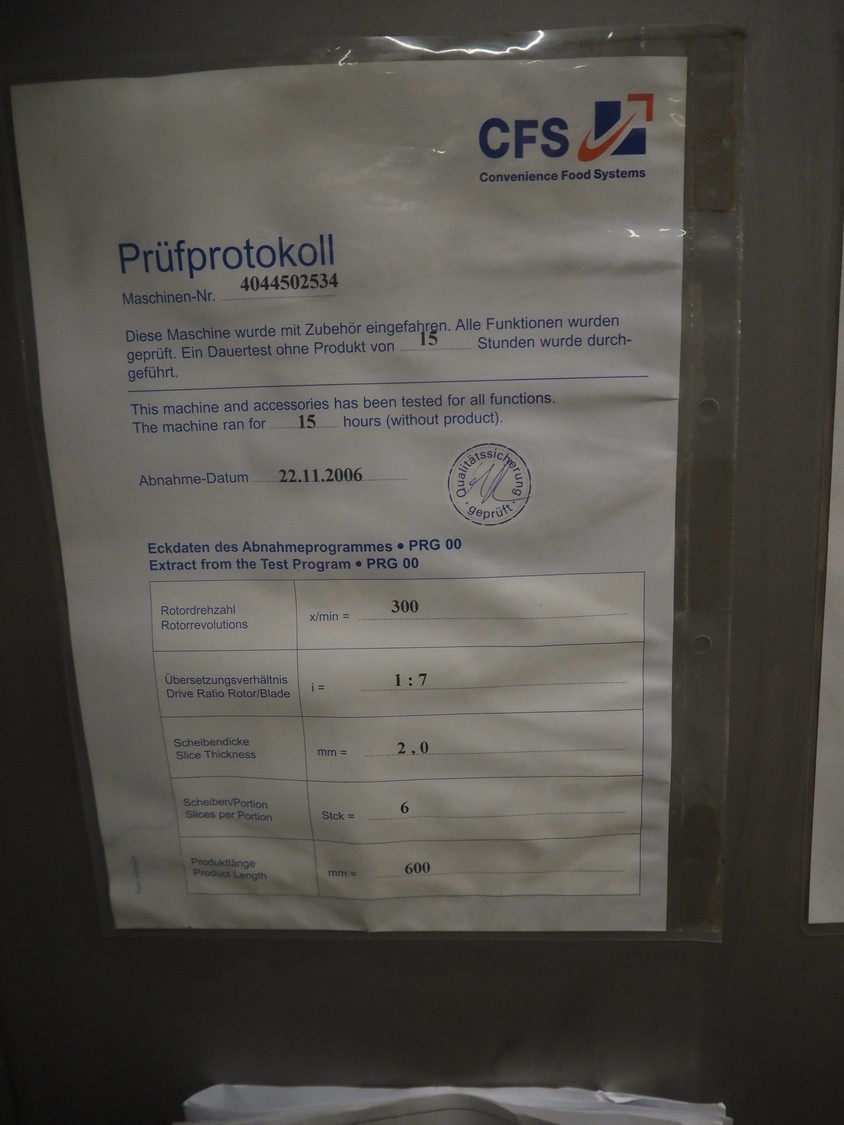 CFS
Convenience Food Systems
Prüfprotokoll
Maschinen-Nr. 4044502534
Diese Maschine wurde mit Zubehör eingefahren. Alle Funktionen wurden
geprüft. Ein Dauertest ohne Produkt von 15 Stunden wurde durch-
geführt.
This machine and accessories has been tested for all functions.
The machine ran for 15 hours (without product).
Abnahme-Datum 22.11.2006
Qualitätssicherung
geprüft
Eckdaten des Abnahmeprogrammes • PRG 00
Extract from the Test Program • PRG 00
Rotordrehzahl
Rotorrevolutions
x/min = 300
Übersetzungsverhältnis
Drive Ratio Rotor/Blade
i = 1 : 7
Scheibendicke
Slice Thickness
mm = 2,0
Scheiben/Portion
Slices per Portion
Stck = 6
Produktlänge
Product Length
mm = 600